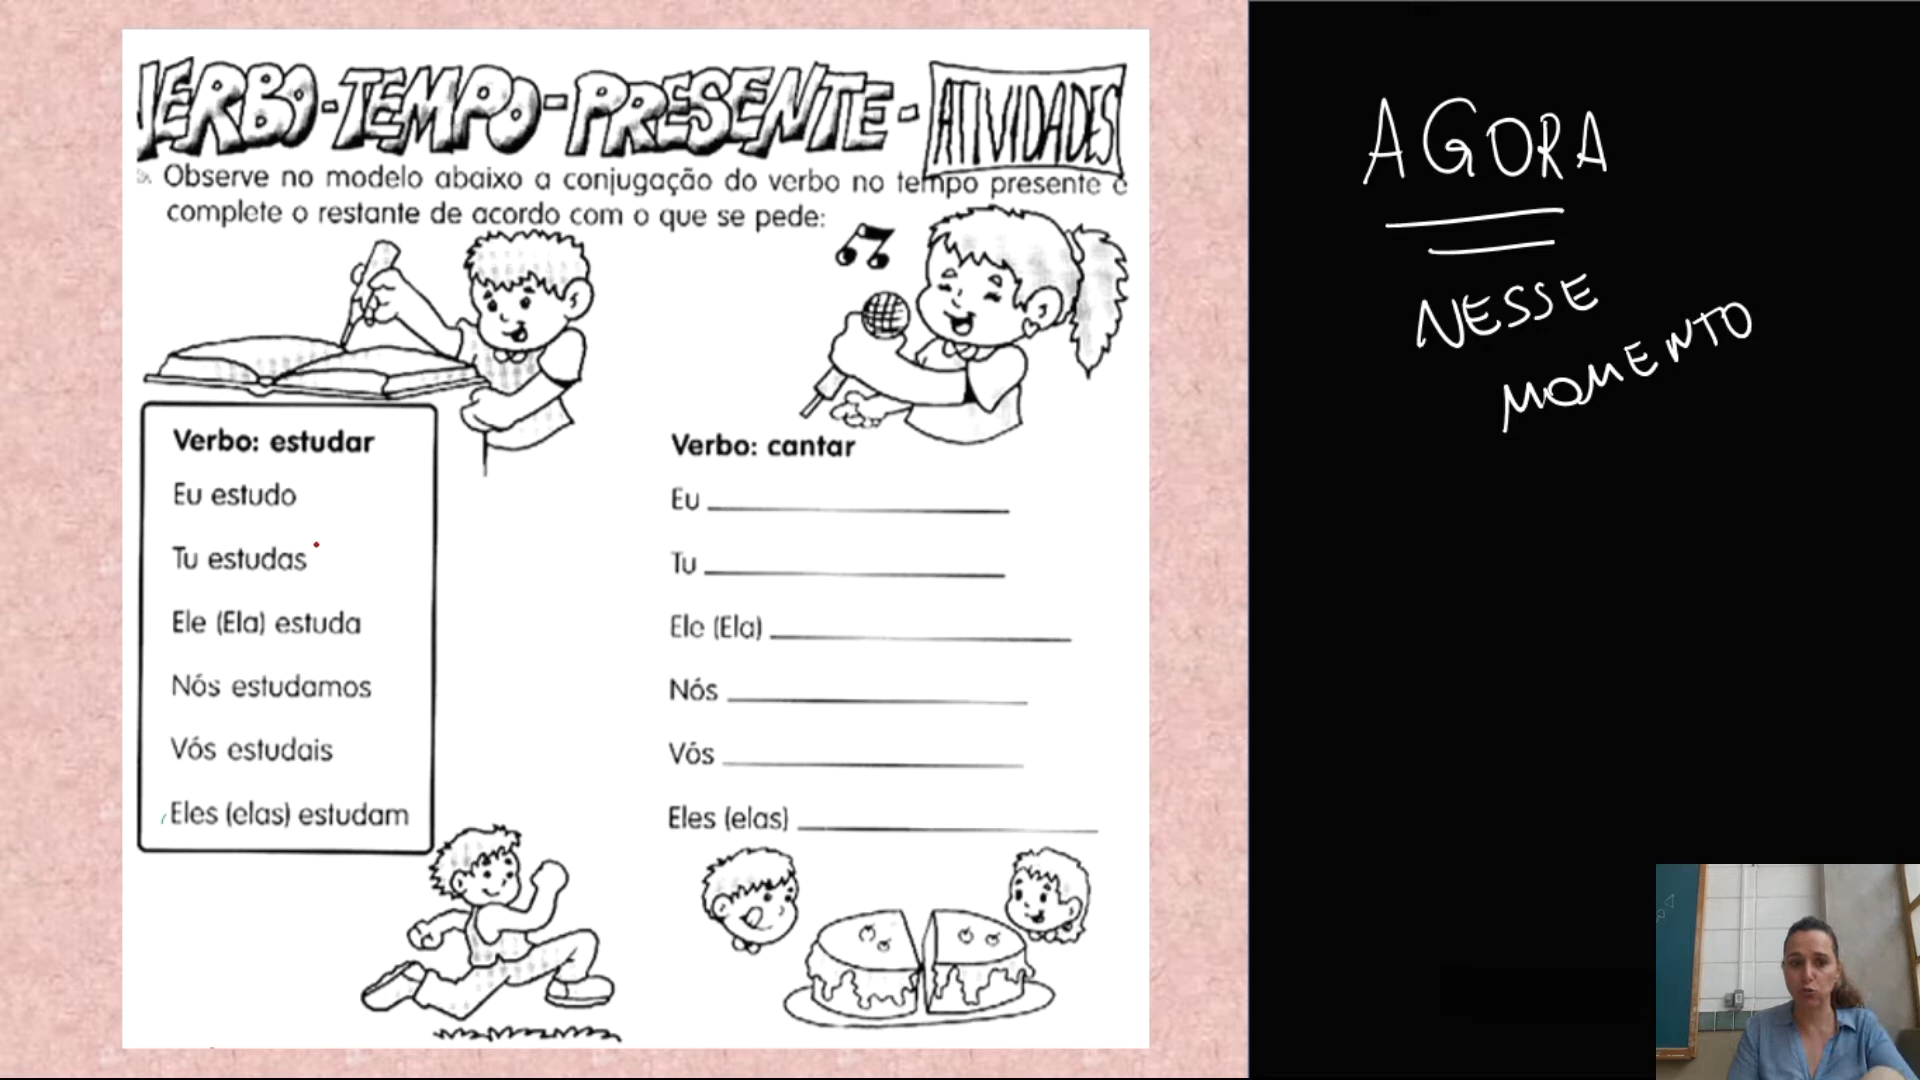 VERBO-TEMPO-PRESENTE-ATIVIDADES
Observe no modelo abaixo a conjugação do verbo no tempo presente e
complete o restante de acordo com o que se pede:
Verbo: estudar
Eu estudo
Tu estudas
Ele (Ela) estuda
Nós estudamos
Vós estudais
Eles (elas) estudam
Verbo: cantar
Eu
Tu
Ele (Ela)
Nós
Vós
Eles (elas)
AGORA
NESSE
MOMENTO